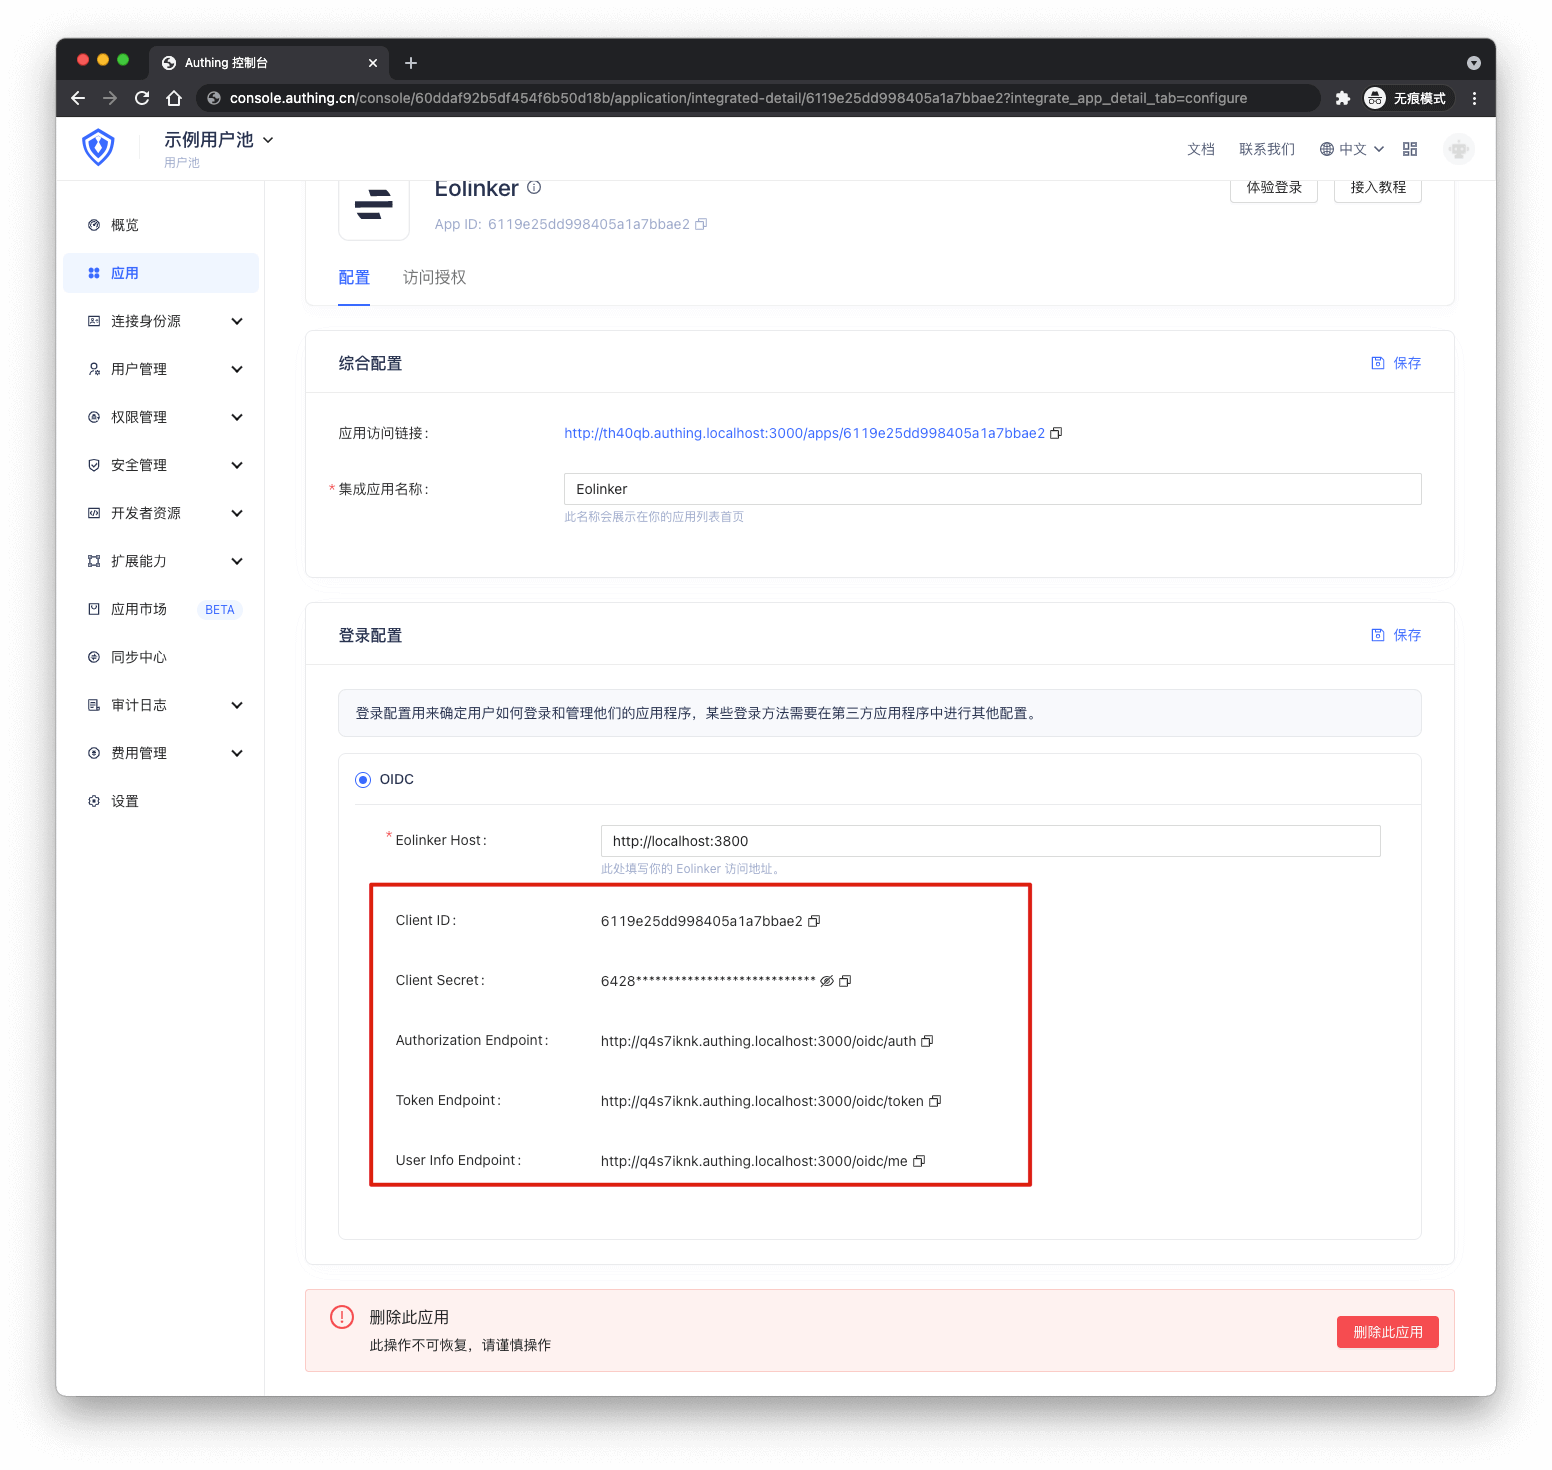 Authing 控制台
console.authing.cn/console/60ddaf92b5df454f6b50d18b/application/integrated-detail/6119e25dd998405a1a7bbae2?integrate_app_detail_tab=configure
无痕模式
示例用户池
用户池
文档
联系我们
中文
概览
应用
连接身份源
用户管理
权限管理
安全管理
开发者资源
扩展能力
应用市场 BETA
同步中心
审计日志
费用管理
设置
Eolinker
体验登录
接入教程
App ID: 6119e25dd998405a1a7bbae2
配置
访问授权
综合配置
保存
应用访问链接: http://th40qb.authing.localhost:3000/apps/6119e25dd998405a1a7bbae2
* 集成应用名称: Eolinker
此名称会展示在你的应用列表首页
登录配置
保存
登录配置用来确定用户如何登录和管理他们的应用程序，某些登录方法需要在第三方应用程序中进行其他配置。
OIDC
* Eolinker Host: http://localhost:3800
此处填写你的 Eolinker 访问地址。
Client ID: 6119e25dd998405a1a7bbae2
Client Secret: 6428****************************
Authorization Endpoint: http://q4s7iknk.authing.localhost:3000/oidc/auth
Token Endpoint: http://q4s7iknk.authing.localhost:3000/oidc/token
User Info Endpoint: http://q4s7iknk.authing.localhost:3000/oidc/me
删除此应用
此操作不可恢复，请谨慎操作
删除此应用